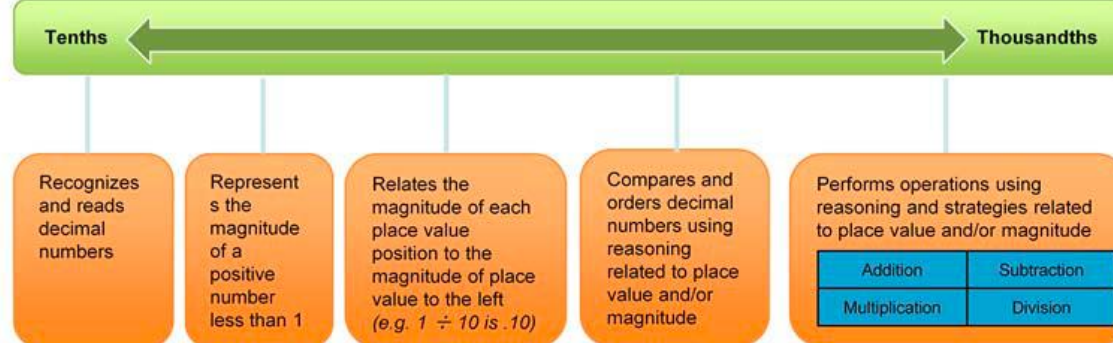 Tenths
Thousandths
Recognizes
and reads
decimal
numbers
Represent
s the
magnitude
of a
positive
number
less than 1
Relates the
magnitude of each
place value
position to the
magnitude of place
value to the left
(e.g. 1 ÷ 10 is .10)
Compares and
orders decimal
numbers using
reasoning
related to place
value and/or
magnitude
Performs operations using
reasoning and strategies related
to place value and/or magnitude
Addition
Subtraction
Multiplication
Division